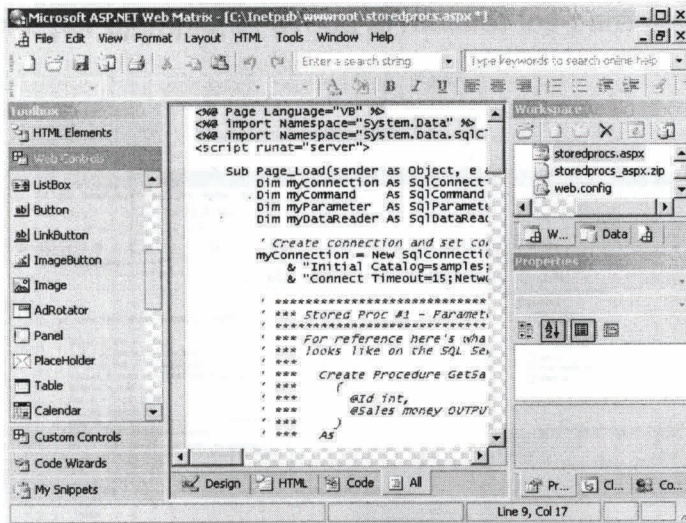 Microsoft ASP.NET Web Matrix - [C:\Inetpub\wwwroot\storedprocs.aspx *]
File Edit View Format Layout HTML Tools Window Help
Enter a search string
Type keywords to search online help
B I U
Toolbox
HTML Elements
Web Controls
ListBox
Button
LinkButton
ImageButton
Image
AdRotator
Panel
PlaceHolder
Table
Calendar
Custom Controls
Code Wizards
My Snippets
<%@ Page Language="VB" %>
<%@ import Namespace="System.Data" %>
<%@ import Namespace="System.Data.SqlCl
<script runat="server">
Sub Page_Load(sender as Object, e a
Dim myConnection As SqlConnect
Dim myCommand As SqlCommand
Dim myParameter As SqlParamete
Dim myDataReader As SqlDataRead
' Create connection and set con
myConnection = New SqlConnectio
& "Initial Catalog=samples;
& "Connect Timeout=15;Netwo
' *****************************
' *** Stored Proc #1 - Paramete
' *****************************
' *** For reference here's wha
' *** looks like on the SQL Se
' ***
' *** Create Procedure GetSa
' *** (
' *** @Id int,
' *** @Sales money OUTPU
' *** )
' *** As
Design HTML Code All
Workspace
storedprocs.aspx
storedprocs_aspx.zip
web.config
W... Data
Properties
Pr... Cl... Co...
Line 9, Col 17